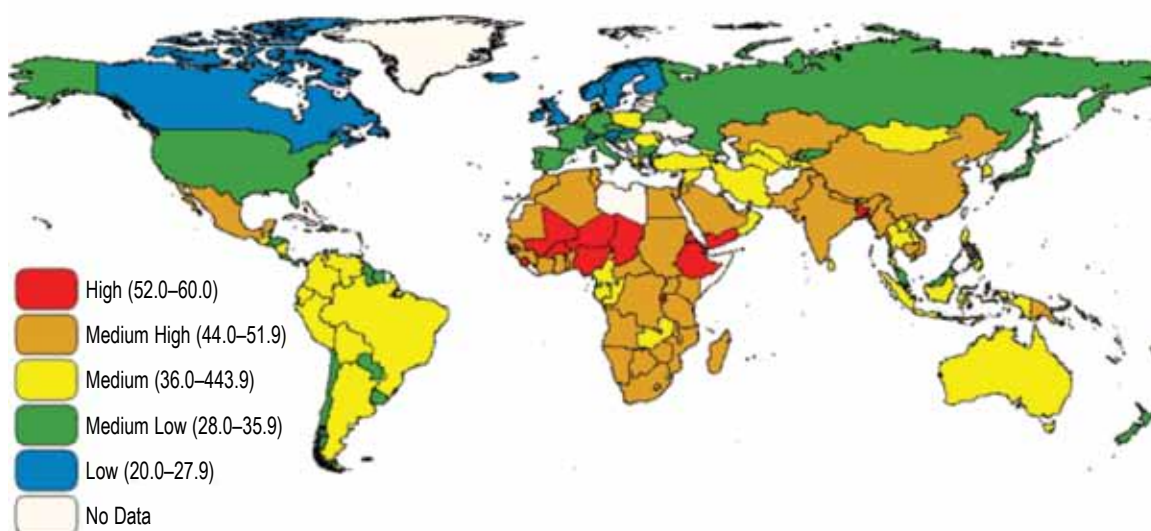 High (52.0–60.0)
Medium High (44.0–51.9)
Medium (36.0–443.9)
Medium Low (28.0–35.9)
Low (20.0–27.9)
No Data